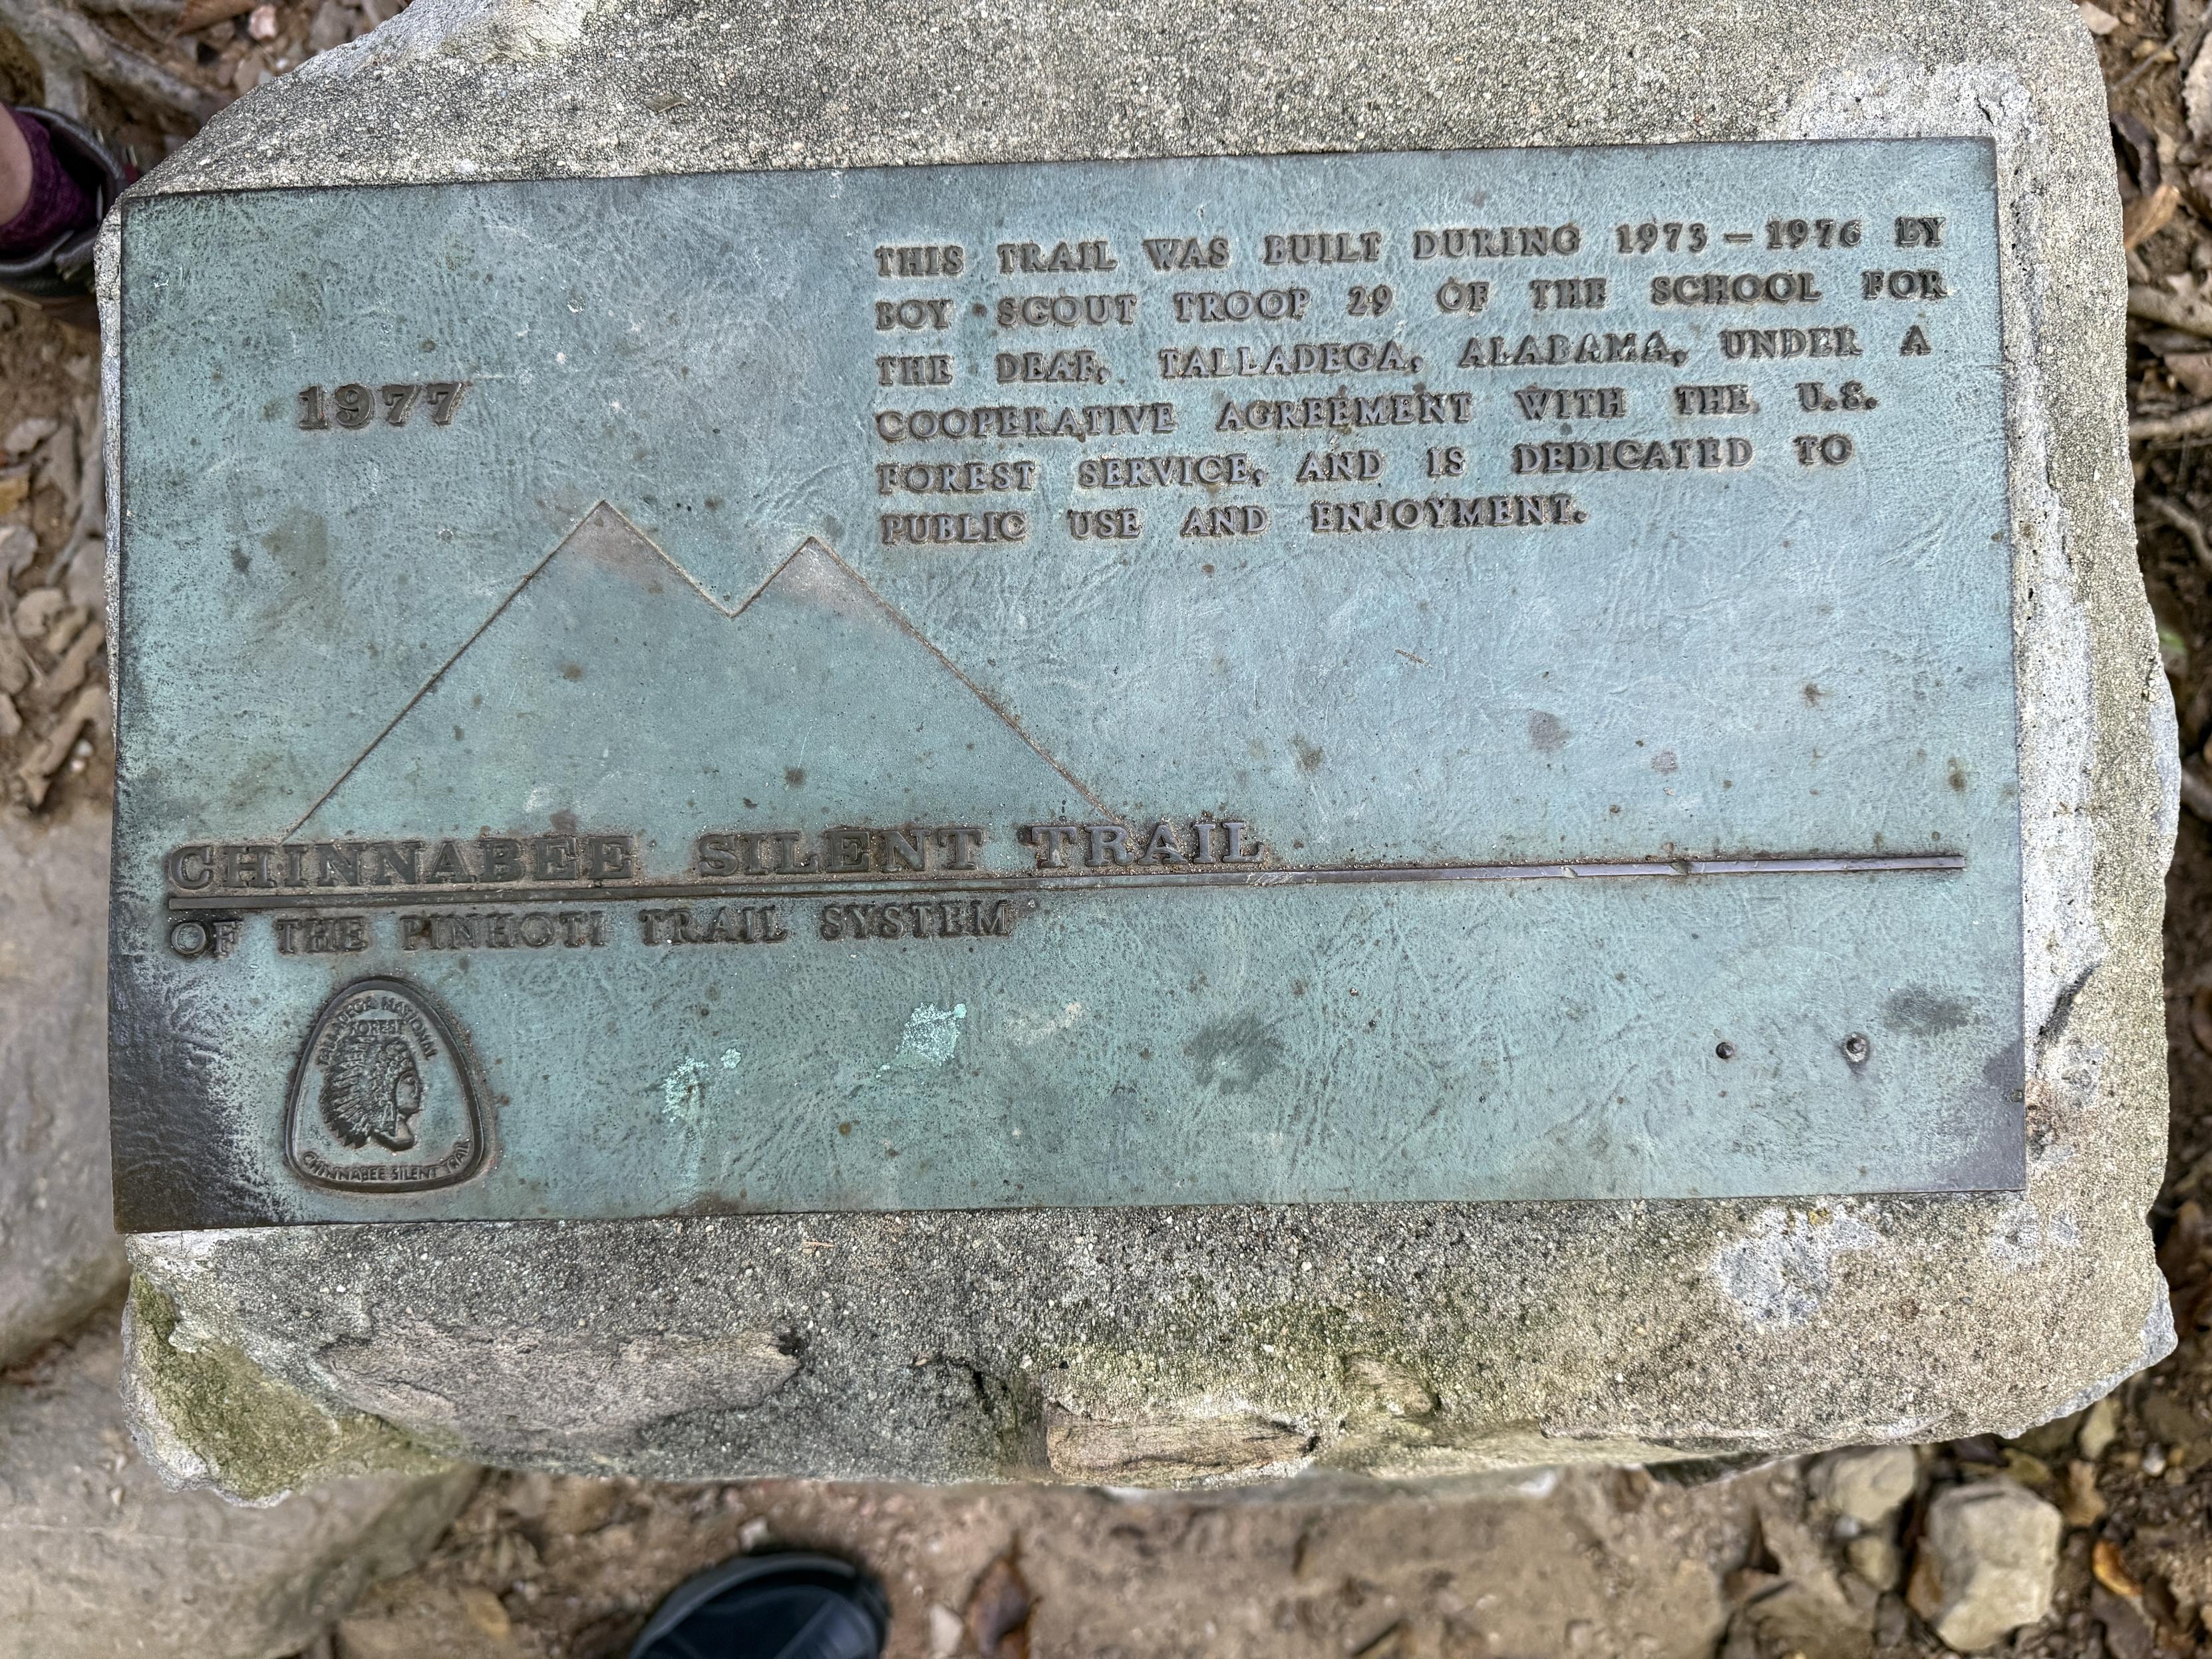 1977
THIS TRAIL WAS BUILT DURING 1973 – 1976 BY
BOY SCOUT TROOP 29 OF THE SCHOOL FOR
THE DEAF, TALLADEGA, ALABAMA, UNDER A
COOPERATIVE AGREEMENT WITH THE U.S.
FOREST SERVICE, AND IS DEDICATED TO
PUBLIC USE AND ENJOYMENT.
CHINNABEE SILENT TRAIL
OF THE PINHOTI TRAIL SYSTEM
TALLADEGA NATIONAL
FOREST
CHINNABEE SILENT TRAIL